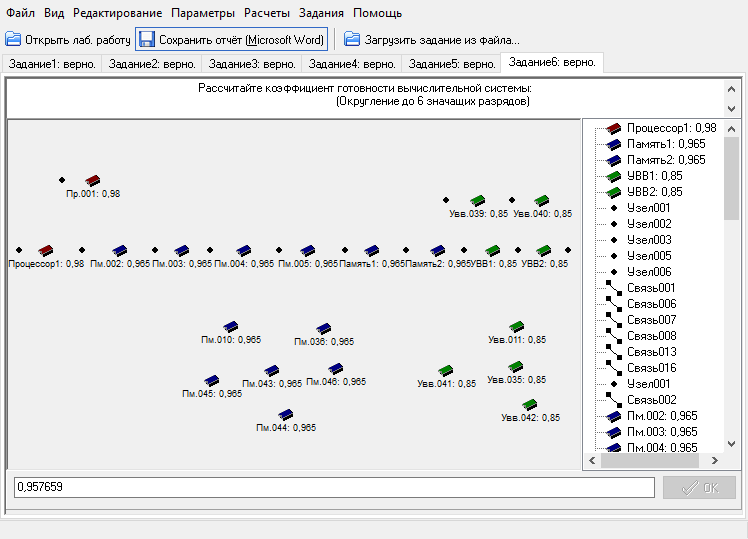 Файл Вид Редактирование Параметры Расчеты Задания Помощь
Открыть лаб. работу Сохранить отчёт (Microsoft Word) Загрузить задание из файла...
Задание1: верно. Задание2: верно. Задание3: верно. Задание4: верно. Задание5: верно. Задание6: верно.
Рассчитайте коэффициент готовности вычислительной системы:
(Округление до 6 значащих разрядов)
Пр.001: 0,98
Увв.039: 0,85 Увв.040: 0,85
Процессор1: 0,98 Пм.002: 0,965 Пм.003: 0,965 Пм.004: 0,965 Пм.005: 0,965 Память1: 0,965 Память2: 0,965 УВВ1: 0,85 УВВ2: 0,85
Пм.010: 0,965 Пм.036: 0,965 Увв.011: 0,85
Пм.045: 0,965 Пм.043: 0,965 Пм.046: 0,965 Увв.041: 0,85 Увв.035: 0,85
Пм.044: 0,965 Увв.042: 0,85
Процессор1: 0,98
Память1: 0,965
Память2: 0,965
УВВ1: 0,85
УВВ2: 0,85
Узел001
Узел002
Узел003
Узел005
Узел006
Связь001
Связь006
Связь007
Связь008
Связь013
Связь016
Узел001
Связь002
Пм.002: 0,965
Пм.003: 0,965
Пм.004: 0,965
0,957659
OK